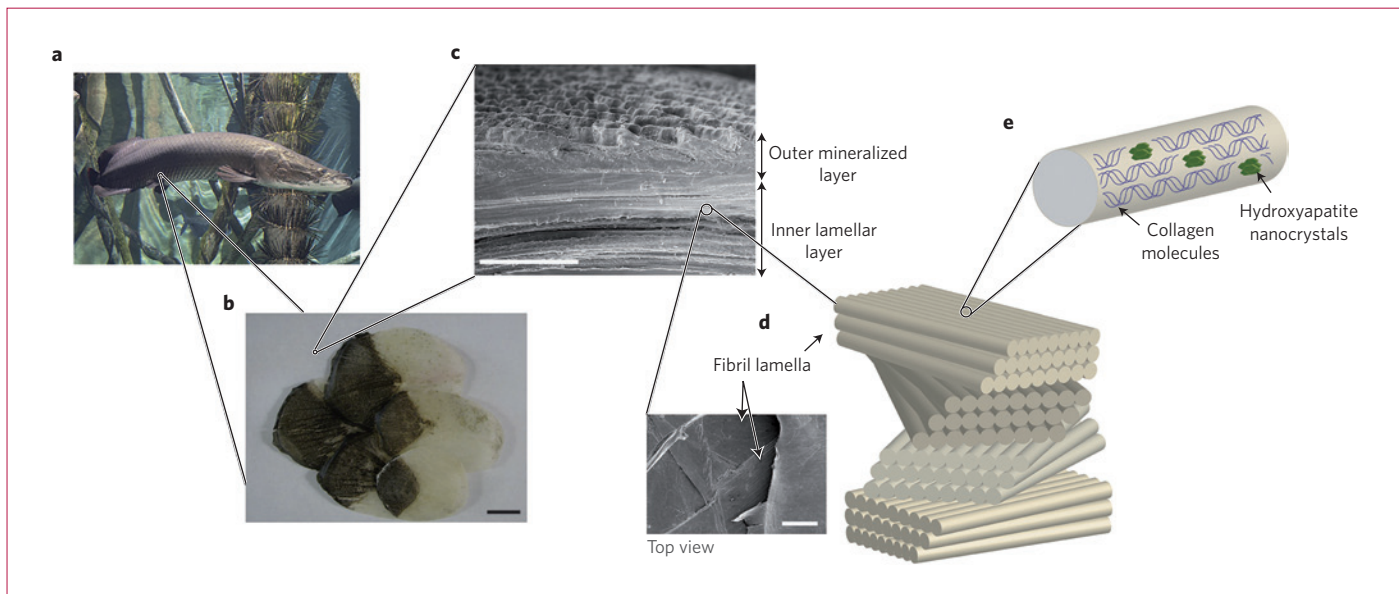 a
b
c
Outer mineralized
layer
Inner lamellar
layer
d
Fibril lamella
Top view
e
Collagen
molecules
Hydroxyapatite
nanocrystals